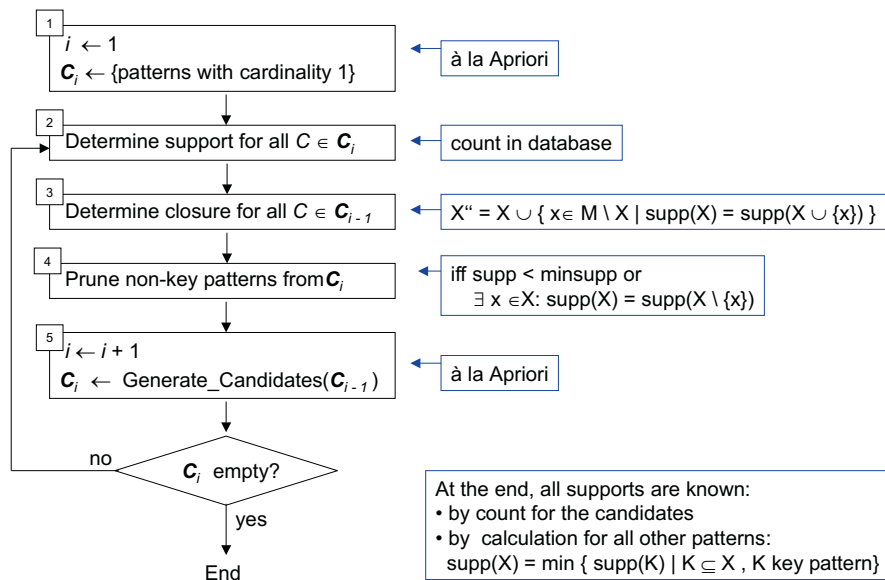 1
i ← 1
C_i ← {patterns with cardinality 1}
à la Apriori
2
Determine support for all C ∈ C_i
count in database
3
Determine closure for all C ∈ C_{i - 1}
X“ = X ∪ { x∈ M \ X | supp(X) = supp(X ∪ {x}) }
4
Prune non-key patterns from C_i
iff supp < minsupp or
∃ x ∈X: supp(X) = supp(X \ {x})
5
i ← i + 1
C_i ← Generate_Candidates(C_{i - 1})
à la Apriori
no
C_i empty?
yes
End
At the end, all supports are known:
• by count for the candidates
• by calculation for all other patterns:
supp(X) = min { supp(K) | K ⊆ X , K key pattern}